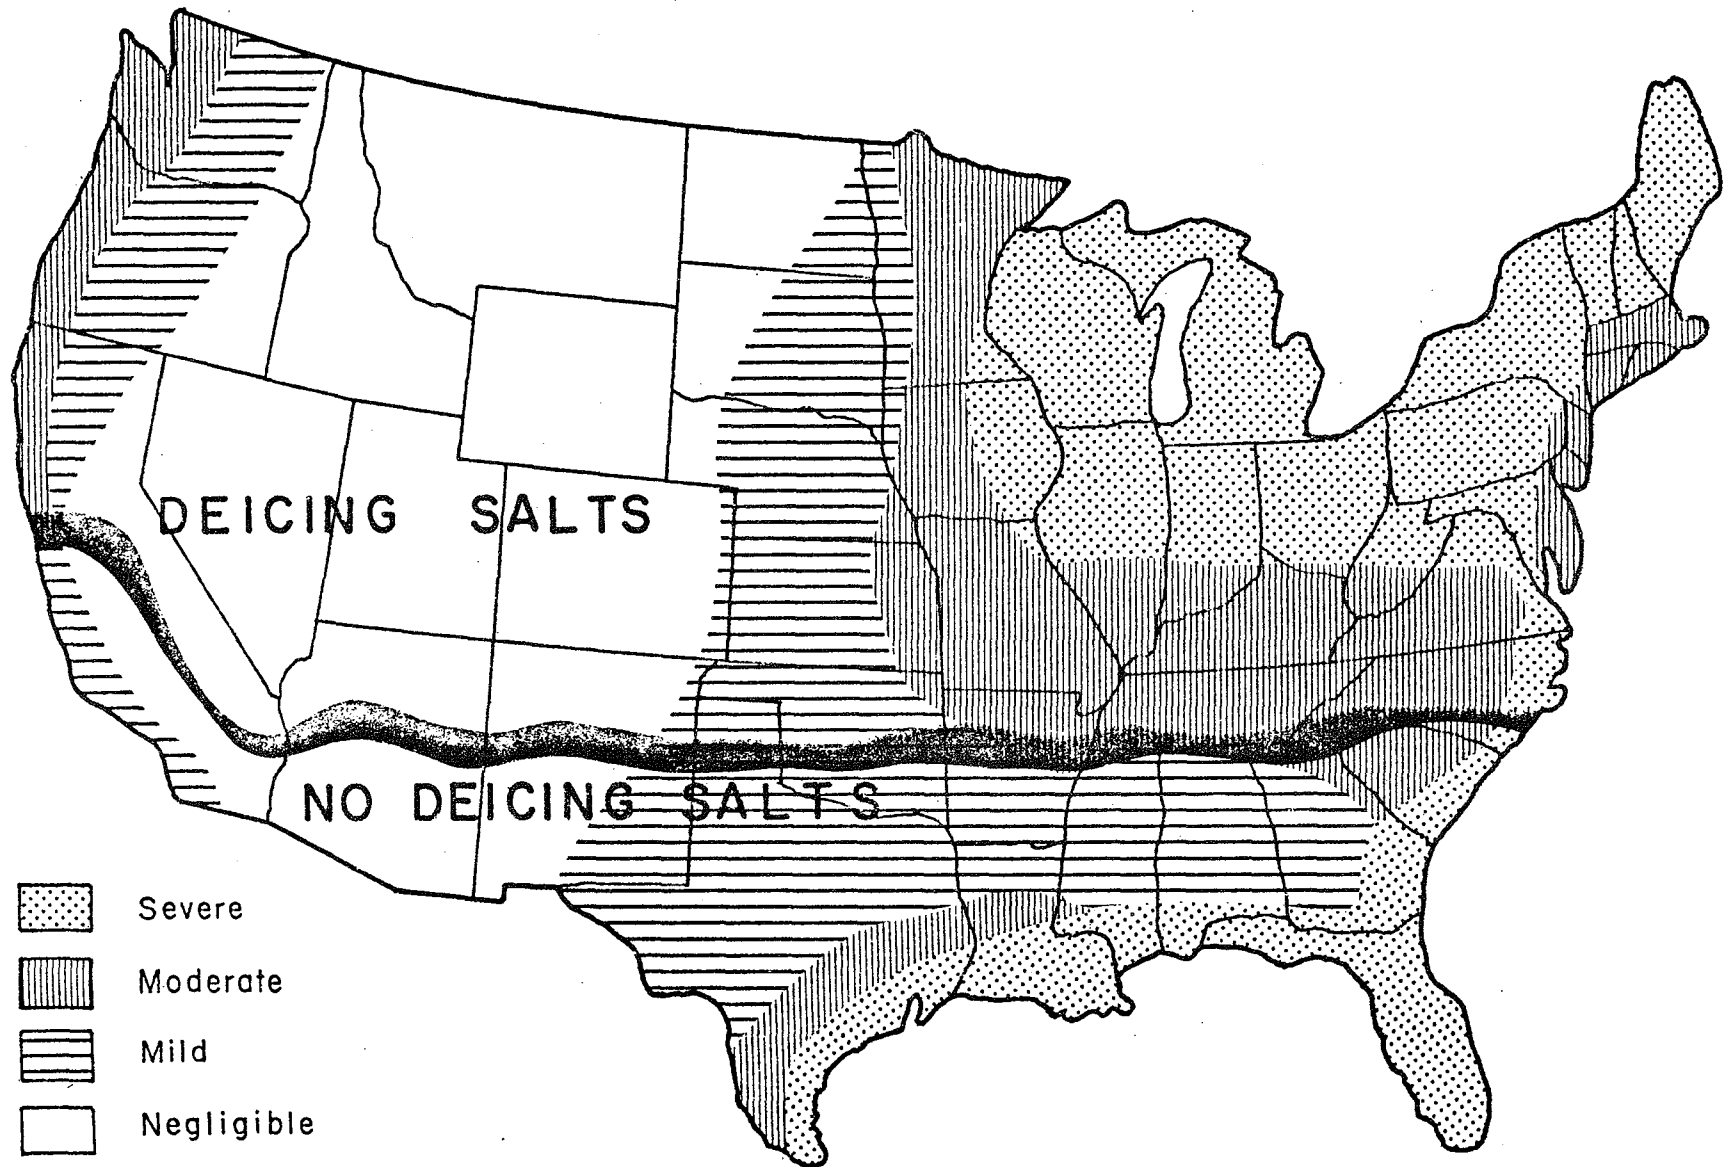 DEICING SALTS
NO DEICING SALTS
Severe
Moderate
Mild
Negligible